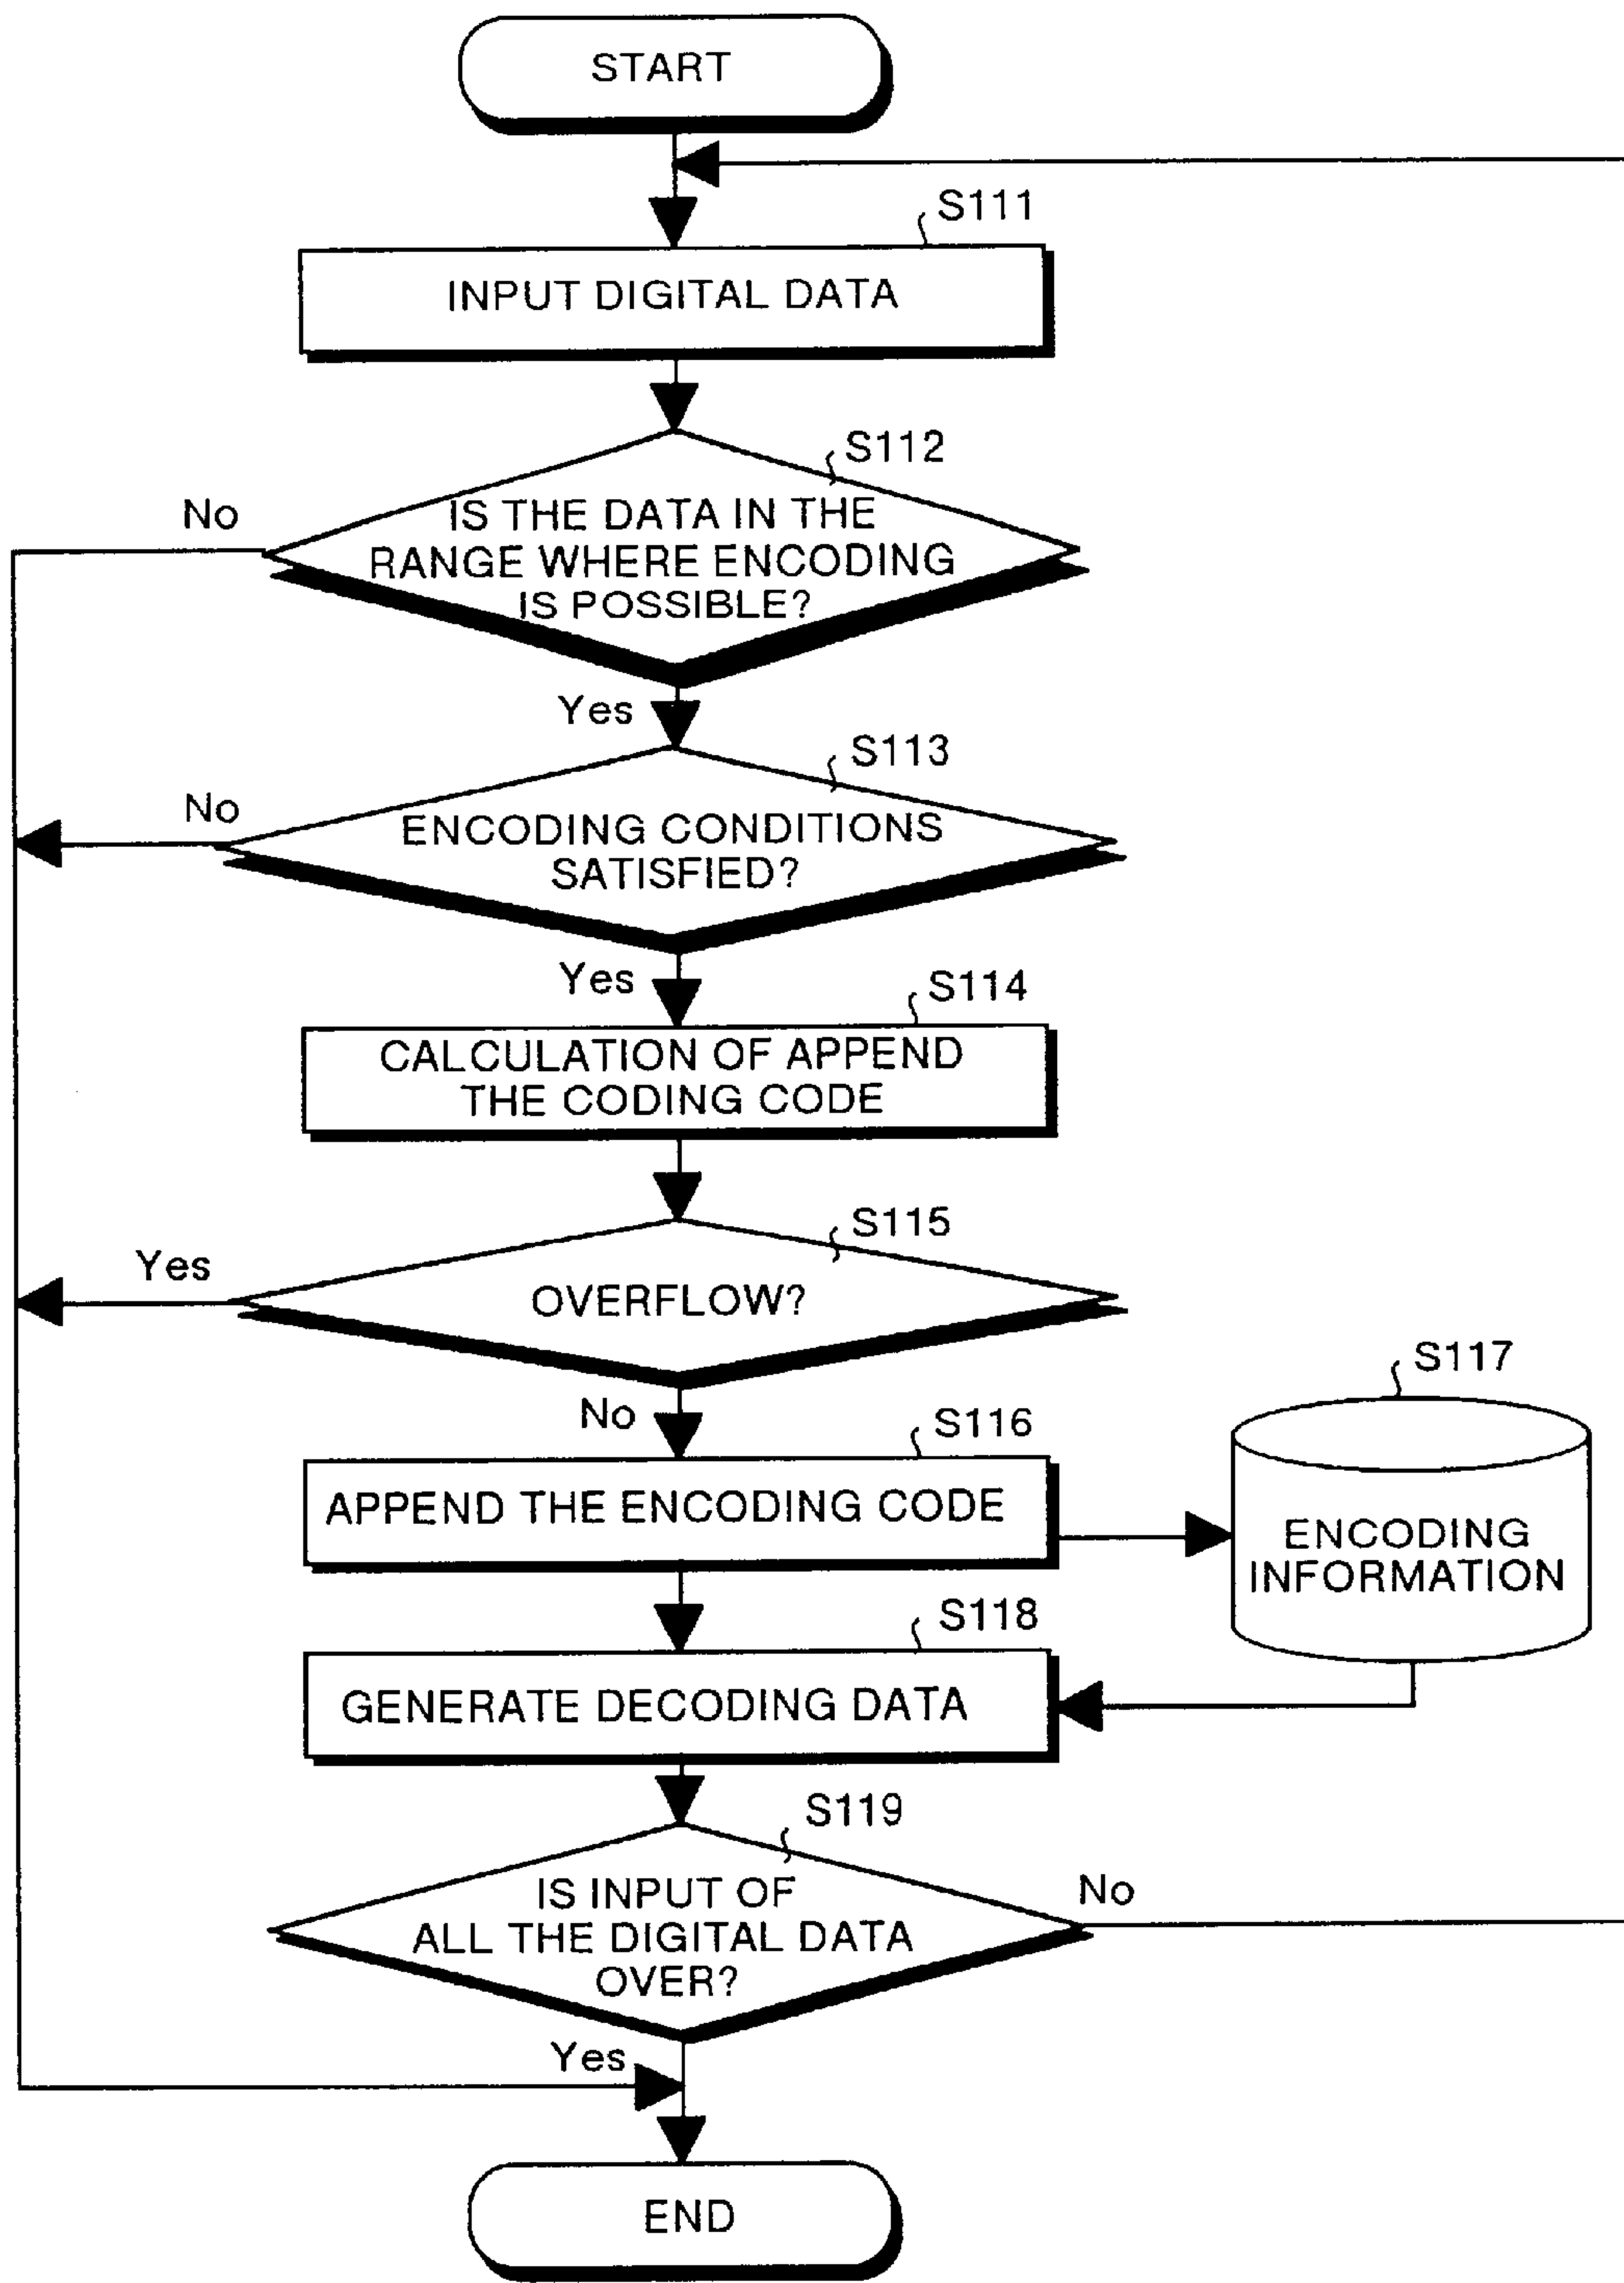 START
S111
INPUT DIGITAL DATA
S112
No
IS THE DATA IN THE
RANGE WHERE ENCODING
IS POSSIBLE?
Yes
S113
No
ENCODING CONDITIONS
SATISFIED?
Yes
S114
CALCULATION OF APPEND
THE CODING CODE
S115
Yes
OVERFLOW?
No
S116
APPEND THE ENCODING CODE
S117
ENCODING
INFORMATION
S118
GENERATE DECODING DATA
S119
IS INPUT OF
ALL THE DIGITAL DATA
OVER?
No
Yes
END